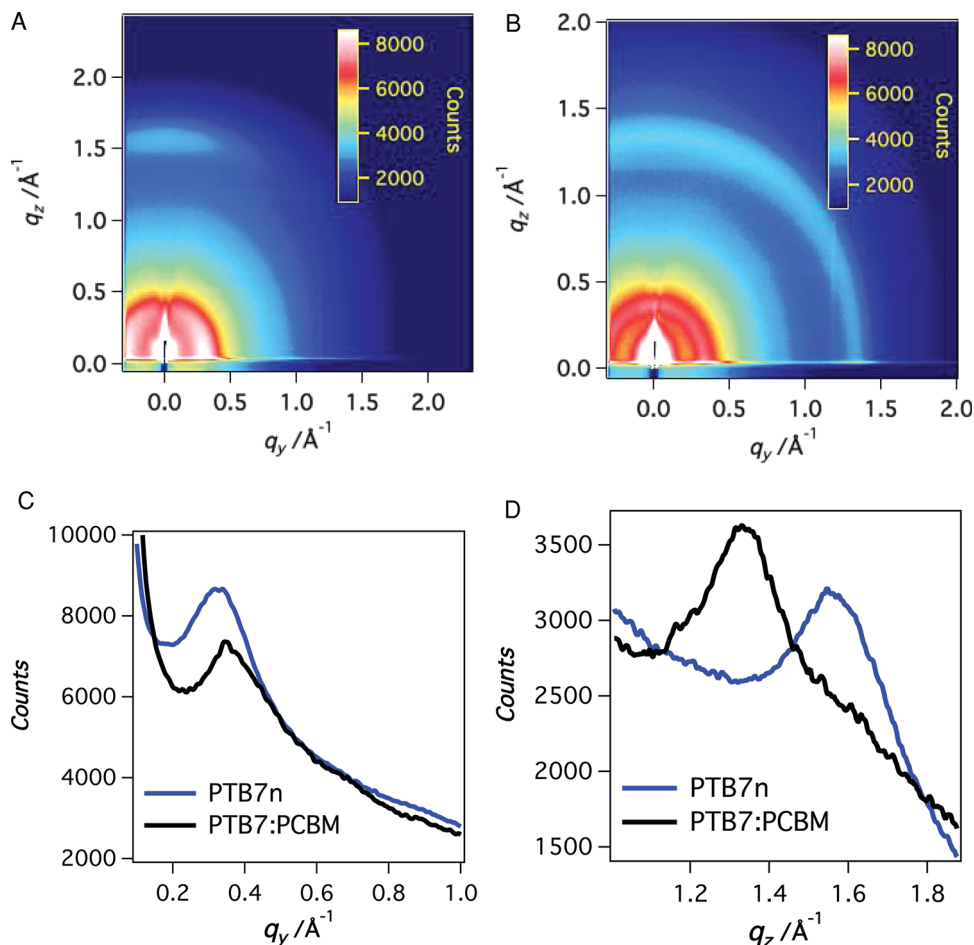 A
8000
6000
4000
2000
Counts
2.0
1.5
1.0
0.5
0.0
q_z /Å⁻¹
0.0 0.5 1.0 1.5 2.0
q_y /Å⁻¹
B
8000
6000
4000
2000
Counts
2.0
1.5
1.0
0.5
0.0
q_z /Å⁻¹
0.0 0.5 1.0 1.5 2.0
q_y /Å⁻¹
C
10000
8000
6000
4000
2000
Counts
PTB7n
PTB7:PCBM
0.2 0.4 0.6 0.8 1.0
q_y /Å⁻¹
D
3500
3000
2500
2000
1500
Counts
PTB7n
PTB7:PCBM
1.2 1.4 1.6 1.8
q_z /Å⁻¹